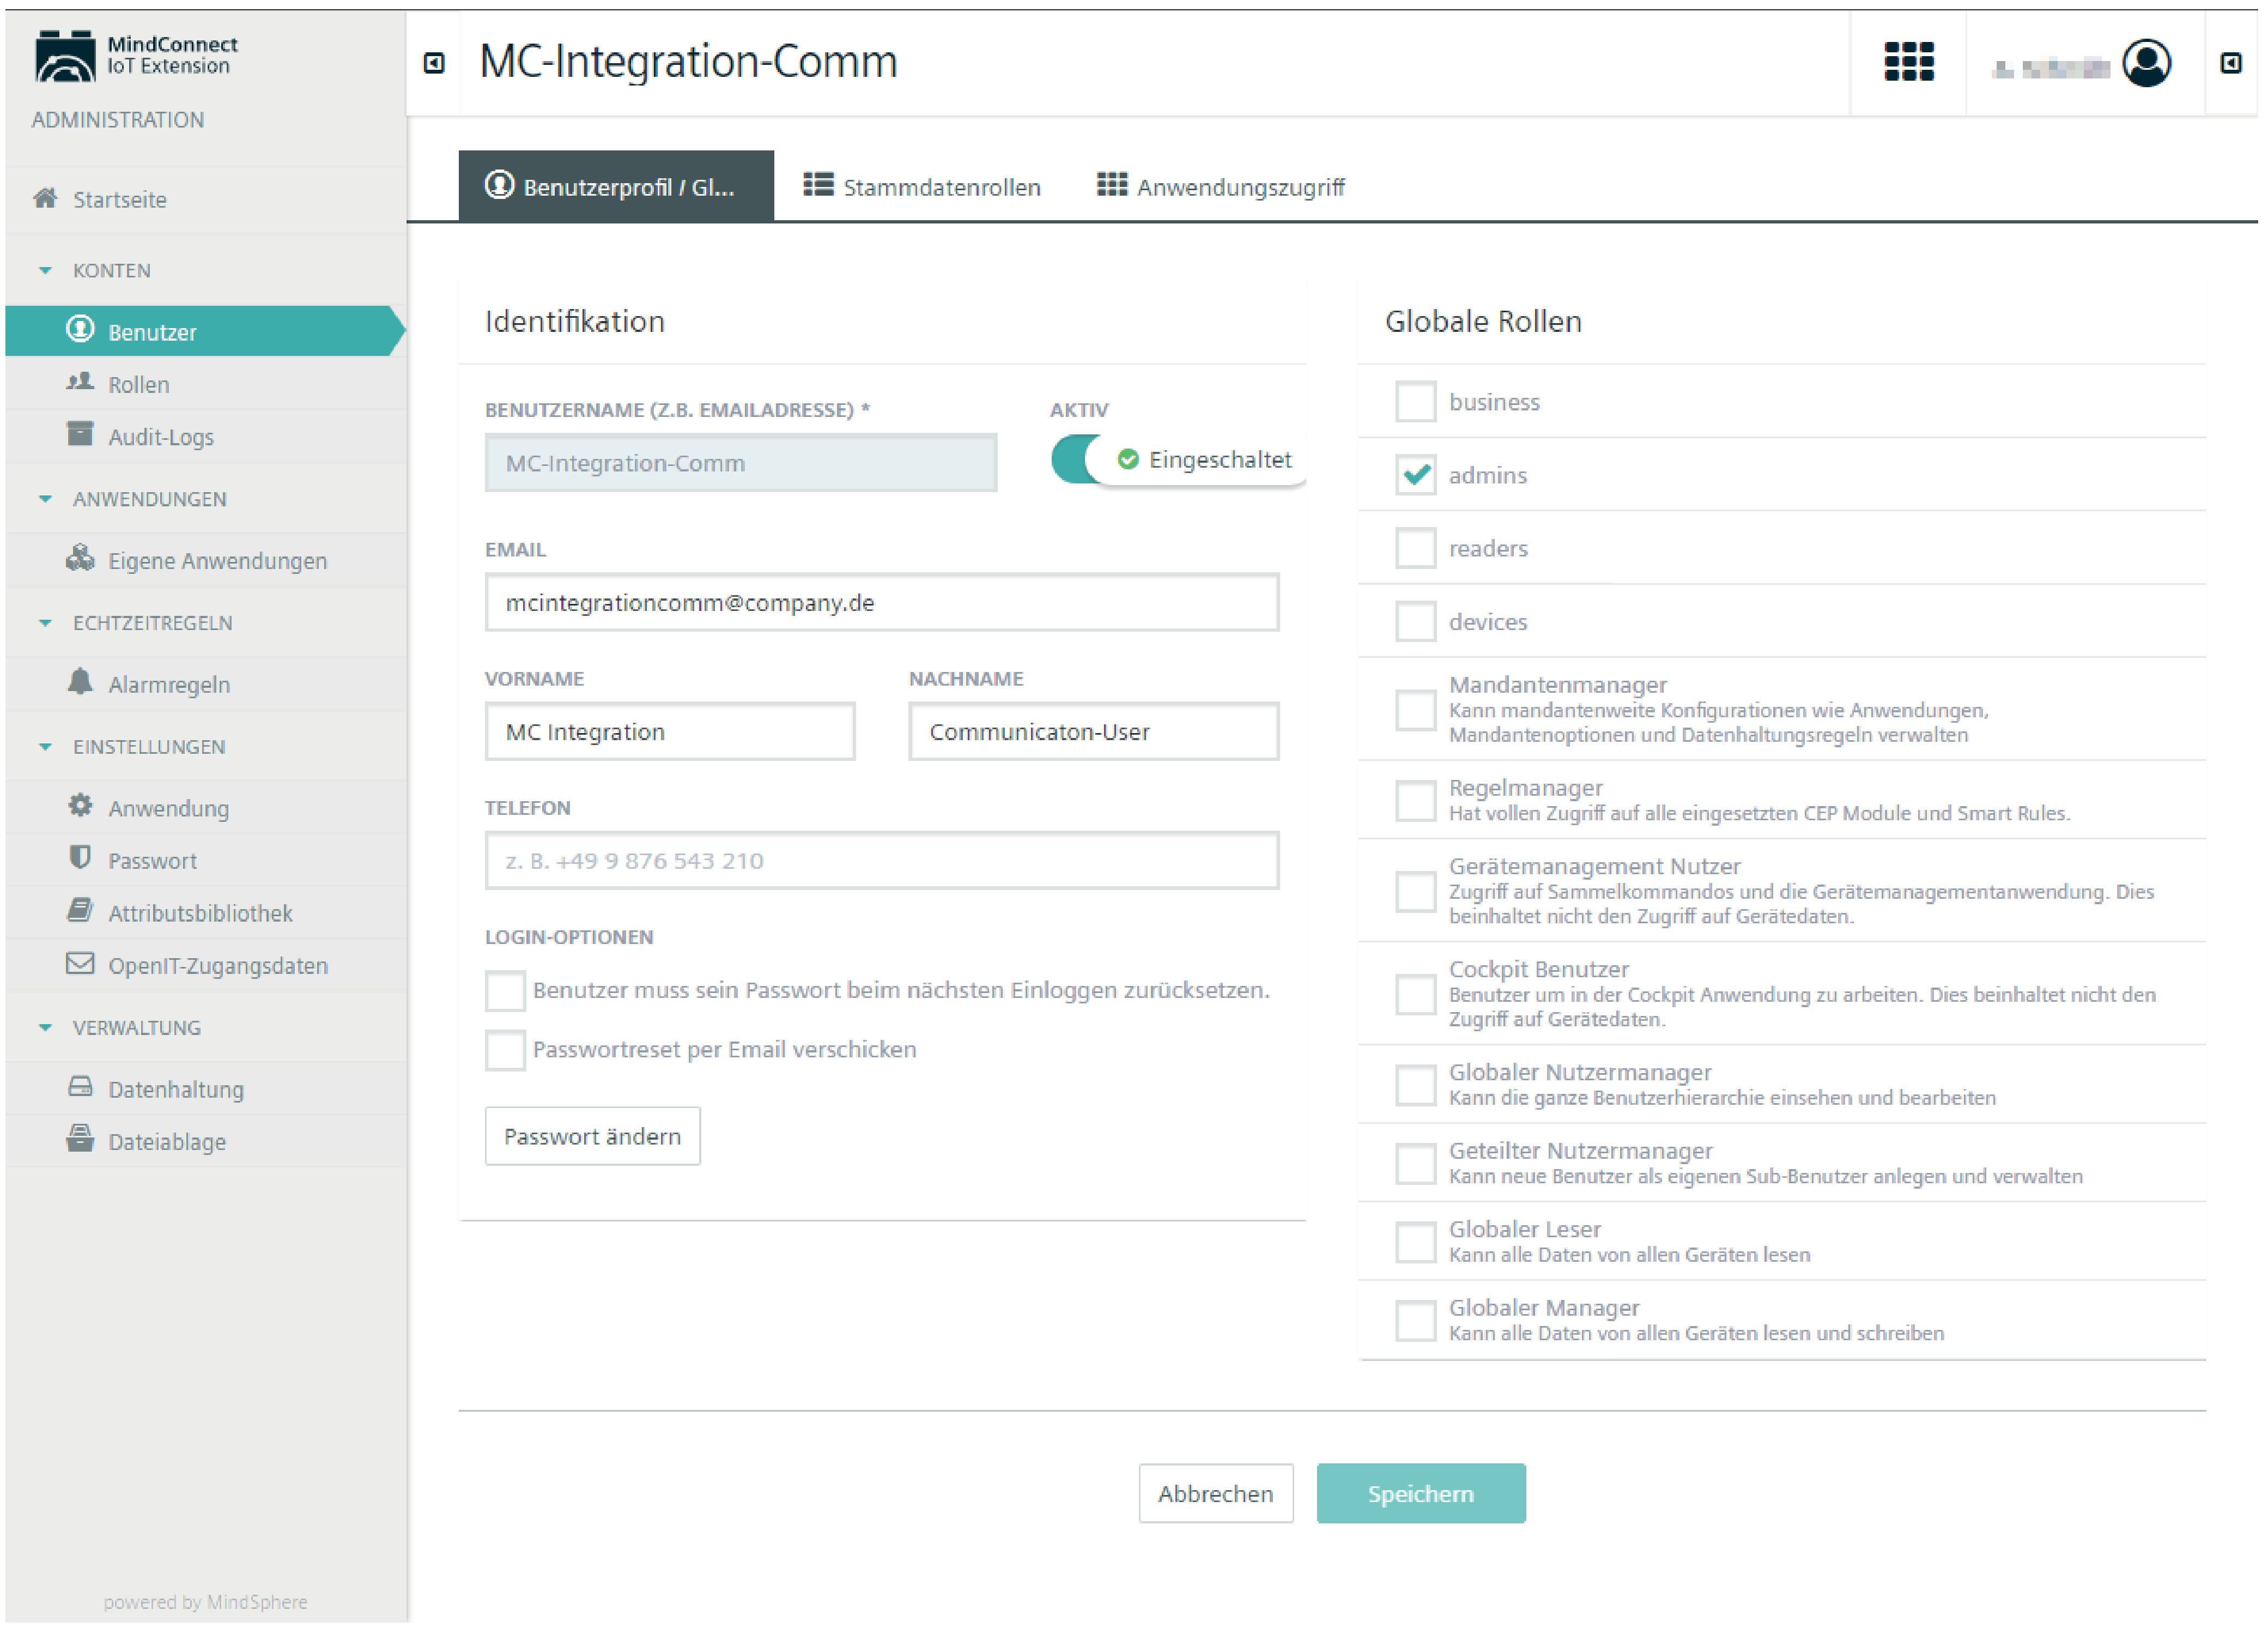 MindConnect
IoT Extension
ADMINISTRATION
Startseite
KONTEN
Benutzer
Rollen
Audit-Logs
ANWENDUNGEN
Eigene Anwendungen
ECHTZEITREGELN
Alarmregeln
EINSTELLUNGEN
Anwendung
Passwort
Attributsbibliothek
OpenIT-Zugangsdaten
VERWALTUNG
Datenhaltung
Dateiablage
powered by MindSphere
MC-Integration-Comm
Benutzerprofil / Gl...
Stammdatenrollen
Anwendungszugriff
Identifikation
BENUTZERNAME (Z.B. EMAILADRESSE) *
AKTIV
MC-Integration-Comm
Eingeschaltet
EMAIL
mcintegrationcomm@company.de
VORNAME
NACHNAME
MC Integration
Communicaton-User
TELEFON
z. B. +49 9 876 543 210
LOGIN-OPTIONEN
Benutzer muss sein Passwort beim nächsten Einloggen zurücksetzen.
Passwortreset per Email verschicken
Passwort ändern
Globale Rollen
business
admins
readers
devices
Mandantenmanager
Kann mandantenweite Konfigurationen wie Anwendungen,
Mandantenoptionen und Datenhaltungsregeln verwalten
Regelmanager
Hat vollen Zugriff auf alle eingesetzten CEP Module und Smart Rules.
Gerätemanagement Nutzer
Zugriff auf Sammelkommandos und die Gerätemanagementanwendung. Dies
beinhaltet nicht den Zugriff auf Gerätedaten.
Cockpit Benutzer
Benutzer um in der Cockpit Anwendung zu arbeiten. Dies beinhaltet nicht den
Zugriff auf Gerätedaten.
Globaler Nutzermanager
Kann die ganze Benutzerhierarchie einsehen und bearbeiten
Geteilter Nutzermanager
Kann neue Benutzer als eigenen Sub-Benutzer anlegen und verwalten
Globaler Leser
Kann alle Daten von allen Geräten lesen
Globaler Manager
Kann alle Daten von allen Geräten lesen und schreiben
Abbrechen
Speichern